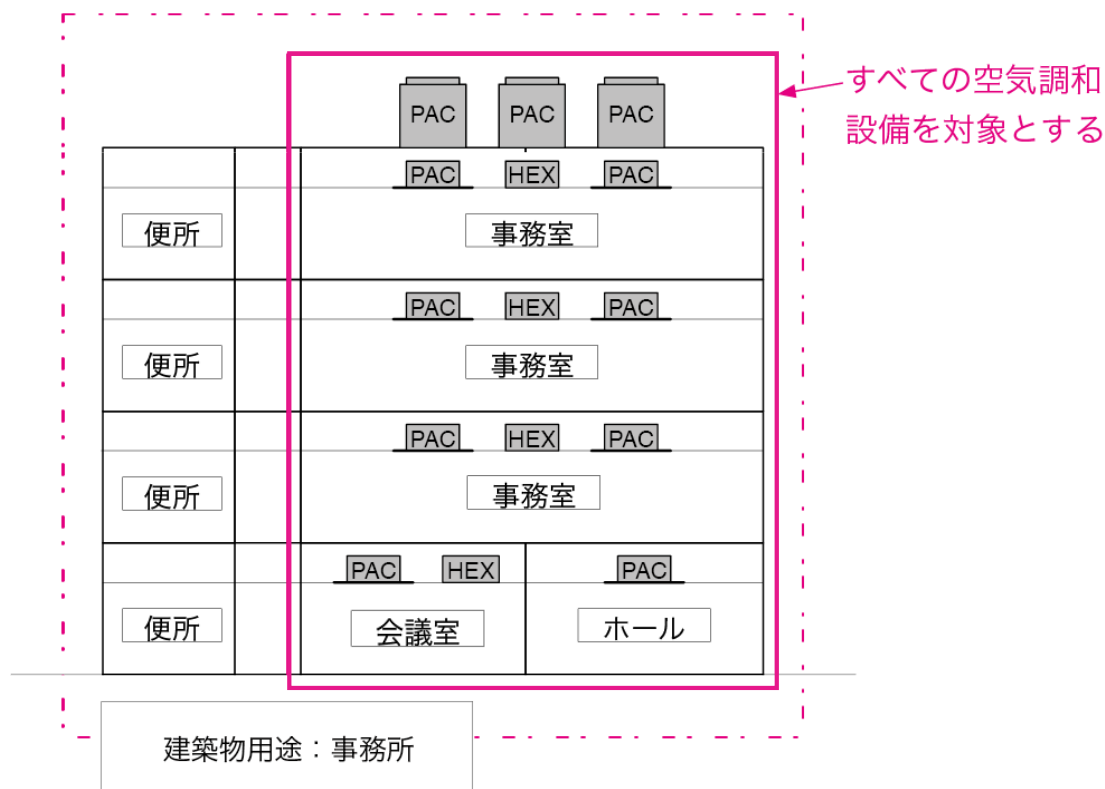 すべての空気調和
設備を対象とする
PAC PAC PAC
PAC HEX PAC
便所 事務室
PAC HEX PAC
便所 事務室
PAC HEX PAC
便所 事務室
PAC HEX PAC
便所 会議室 ホール
建築物用途：事務所